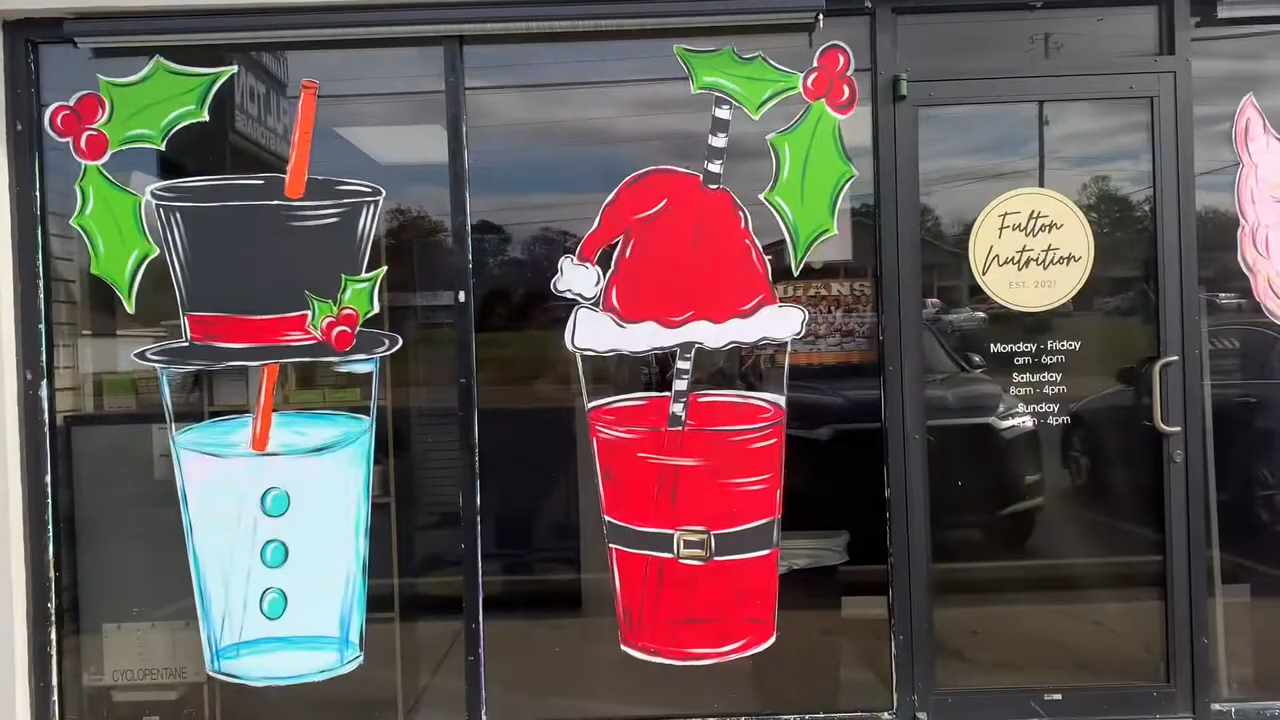 Fulton
Nutrition
EST. 2021
Monday - Friday
am - 6pm
Saturday
8am - 4pm
Sunday
- 4pm
CYCLOPENTANE